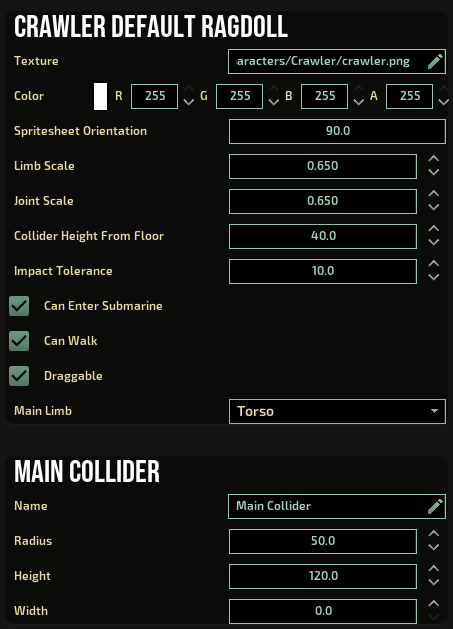 CRAWLER DEFAULT RAGDOLL
Texture aracters/Crawler/crawler.png
Color R 255 G 255 B 255 A 255
Spritesheet Orientation 90.0
Limb Scale 0.650
Joint Scale 0.650
Collider Height From Floor 40.0
Impact Tolerance 10.0
Can Enter Submarine
Can Walk
Draggable
Main Limb Torso
MAIN COLLIDER
Name Main Collider
Radius 50.0
Height 120.0
Width 0.0